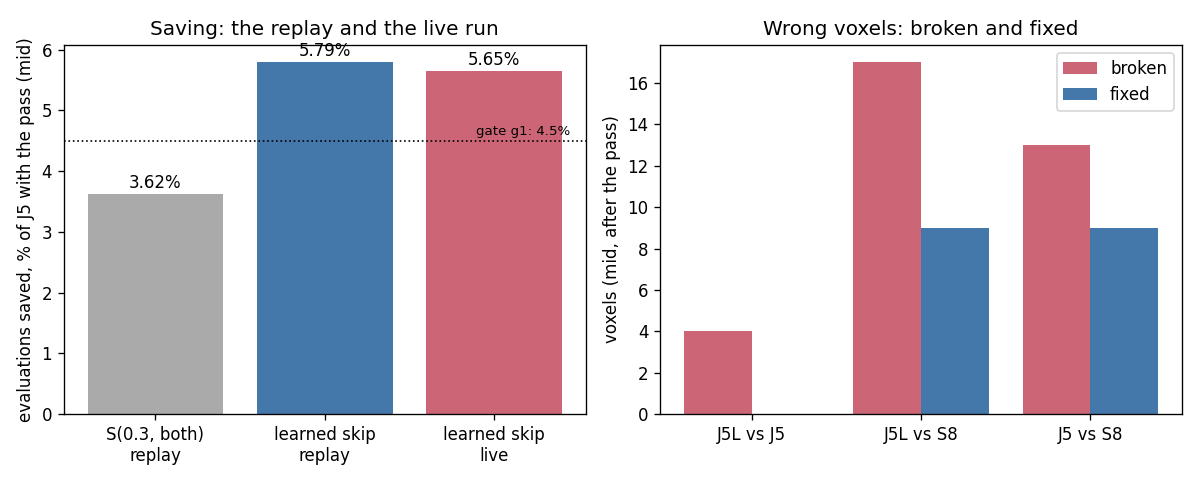 Saving: the replay and the live run
evaluations saved, % of J5 with the pass (mid)
6
5
4
3
2
1
0
3.62%
5.79%
5.65%
gate g1: 4.5%
S(0.3, both)
replay
learned skip
replay
learned skip
live
Wrong voxels: broken and fixed
voxels (mid, after the pass)
16
14
12
10
8
6
4
2
0
broken
fixed
J5L vs J5
J5L vs S8
J5 vs S8